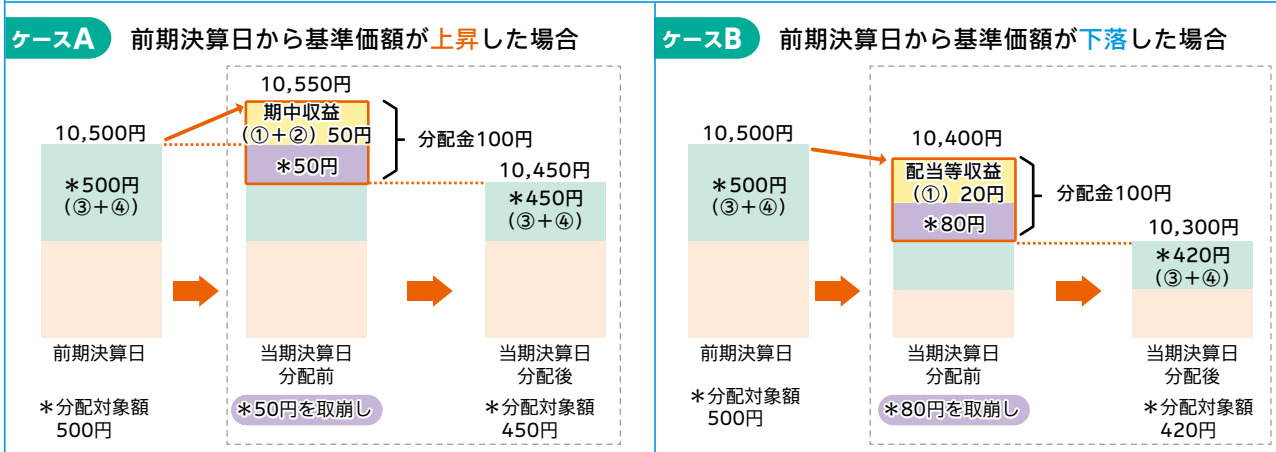 ケースA 前期決算日から基準価額が上昇した場合
10,550円
10,500円
期中収益
(①+②) 50円
分配金100円
＊50円
10,450円
＊500円
(③+④)
＊450円
(③+④)
前期決算日
当期決算日
分配前
当期決算日
分配後
＊分配対象額
500円
＊50円を取崩し
＊分配対象額
450円
ケースB 前期決算日から基準価額が下落した場合
10,500円
10,400円
配当等収益
(①) 20円
分配金100円
＊80円
＊500円
(③+④)
10,300円
＊420円
(③+④)
前期決算日
当期決算日
分配前
当期決算日
分配後
＊分配対象額
500円
＊80円を取崩し
＊分配対象額
420円